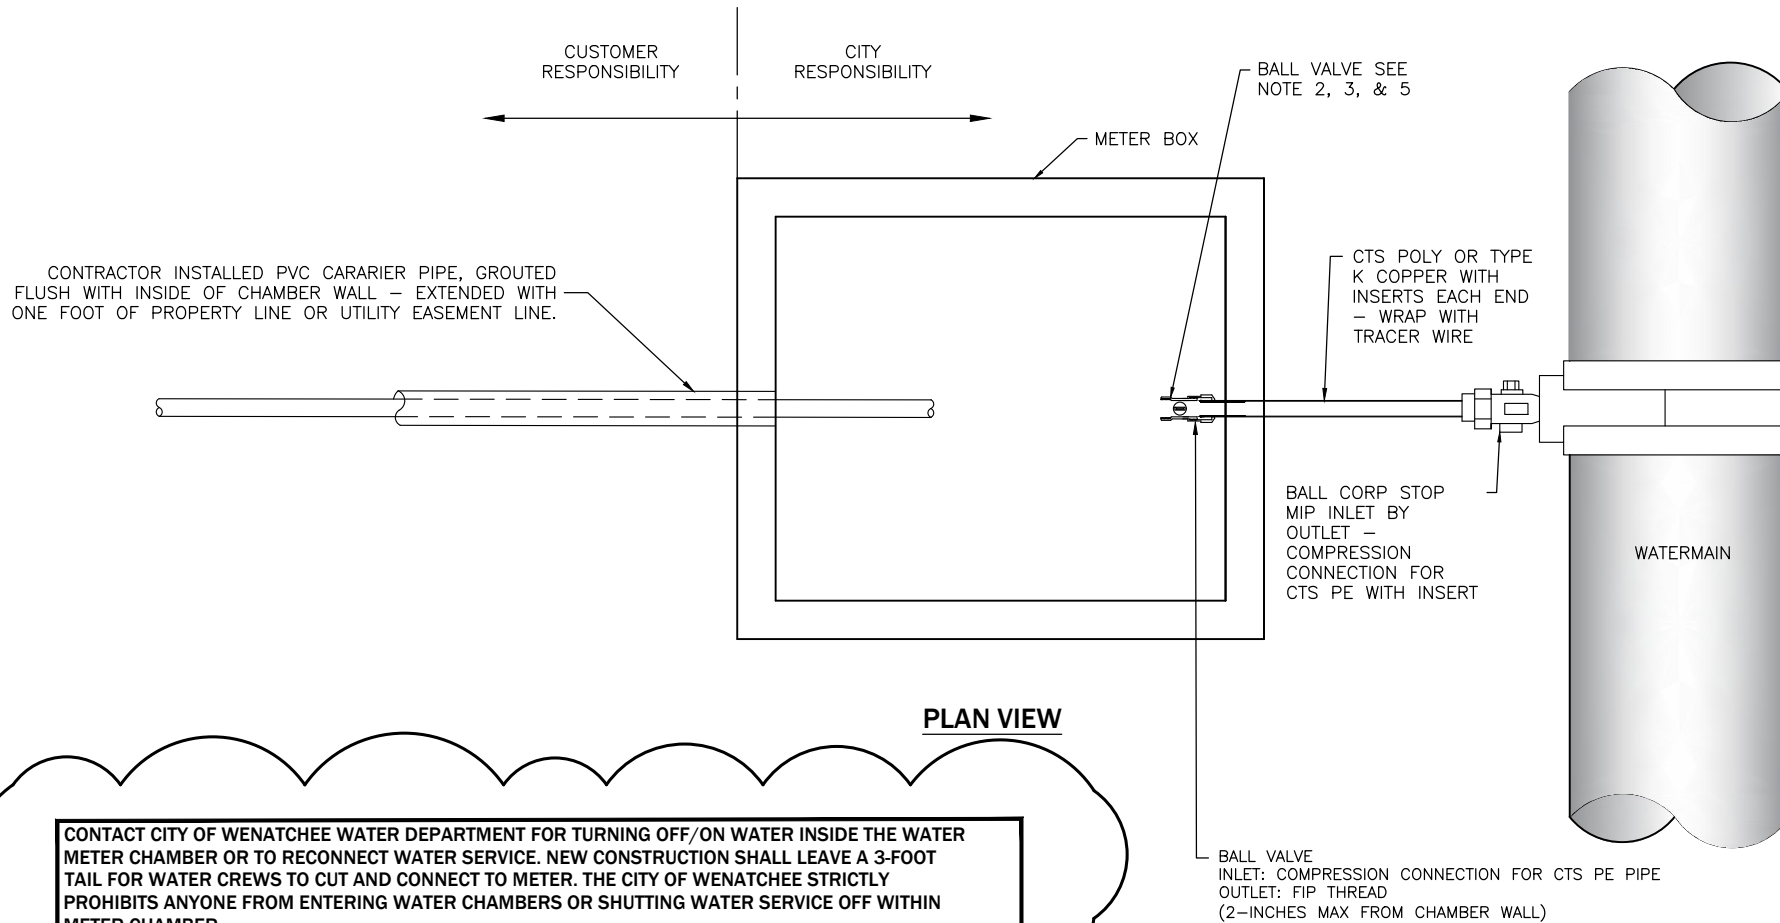 CUSTOMER
RESPONSIBILITY
CITY
RESPONSIBILITY
BALL VALVE SEE
NOTE 2, 3, & 5
METER BOX
CONTRACTOR INSTALLED PVC CARARIER PIPE, GROUTED
FLUSH WITH INSIDE OF CHAMBER WALL – EXTENDED WITH
ONE FOOT OF PROPERTY LINE OR UTILITY EASEMENT LINE.
CTS POLY OR TYPE
K COPPER WITH
INSERTS EACH END
– WRAP WITH
TRACER WIRE
BALL CORP STOP
MIP INLET BY
OUTLET –
COMPRESSION
CONNECTION FOR
CTS PE WITH INSERT
WATERMAIN
PLAN VIEW
CONTACT CITY OF WENATCHEE WATER DEPARTMENT FOR TURNING OFF/ON WATER INSIDE THE WATER
METER CHAMBER OR TO RECONNECT WATER SERVICE. NEW CONSTRUCTION SHALL LEAVE A 3-FOOT
TAIL FOR WATER CREWS TO CUT AND CONNECT TO METER. THE CITY OF WENATCHEE STRICTLY
PROHIBITS ANYONE FROM ENTERING WATER CHAMBERS OR SHUTTING WATER SERVICE OFF WITHIN
METER CHAMBER
BALL VALVE
INLET: COMPRESSION CONNECTION FOR CTS PE PIPE
OUTLET: FIP THREAD
(2–INCHES MAX FROM CHAMBER WALL)